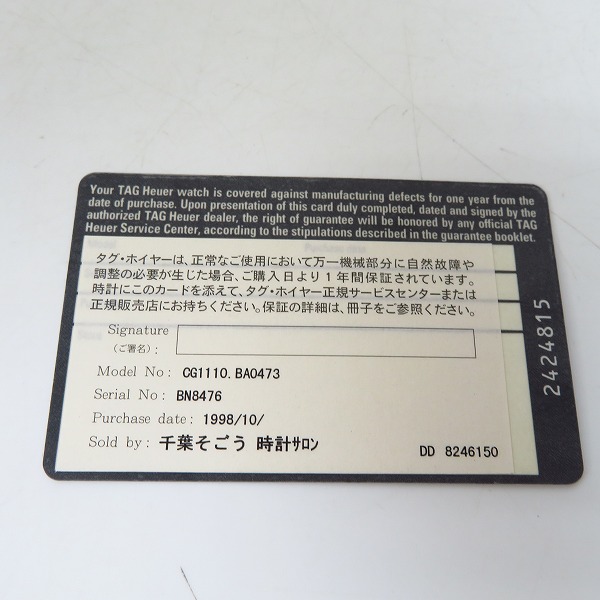 Your TAG Heuer watch is covered against manufacturing defects for one year from the
date of purchase. Upon presentation of this card duly completed, dated and signed by the
authorized TAG Heuer dealer, the right of guarantee will be honored by any official TAG
Heuer Service Center, according to the stipulations described in the guarantee booklet.
タグ・ホイヤーは、正常なご使用において万一機械部分に自然故障や
調整の必要が生じた場合、ご購入日より1年間保証されています。
時計にこのカードを添えて、タグ・ホイヤー正規サービスセンターまたは
正規販売店にお持ちください。保証の詳細は、冊子をご参照ください。
Signature
(ご署名) :
Model No : CG1110.BA0473
Serial No : BN8476
Purchase date : 1998/10/
Sold by : 千葉そごう 時計ｻﾛﾝ
DD 8246150
2424815